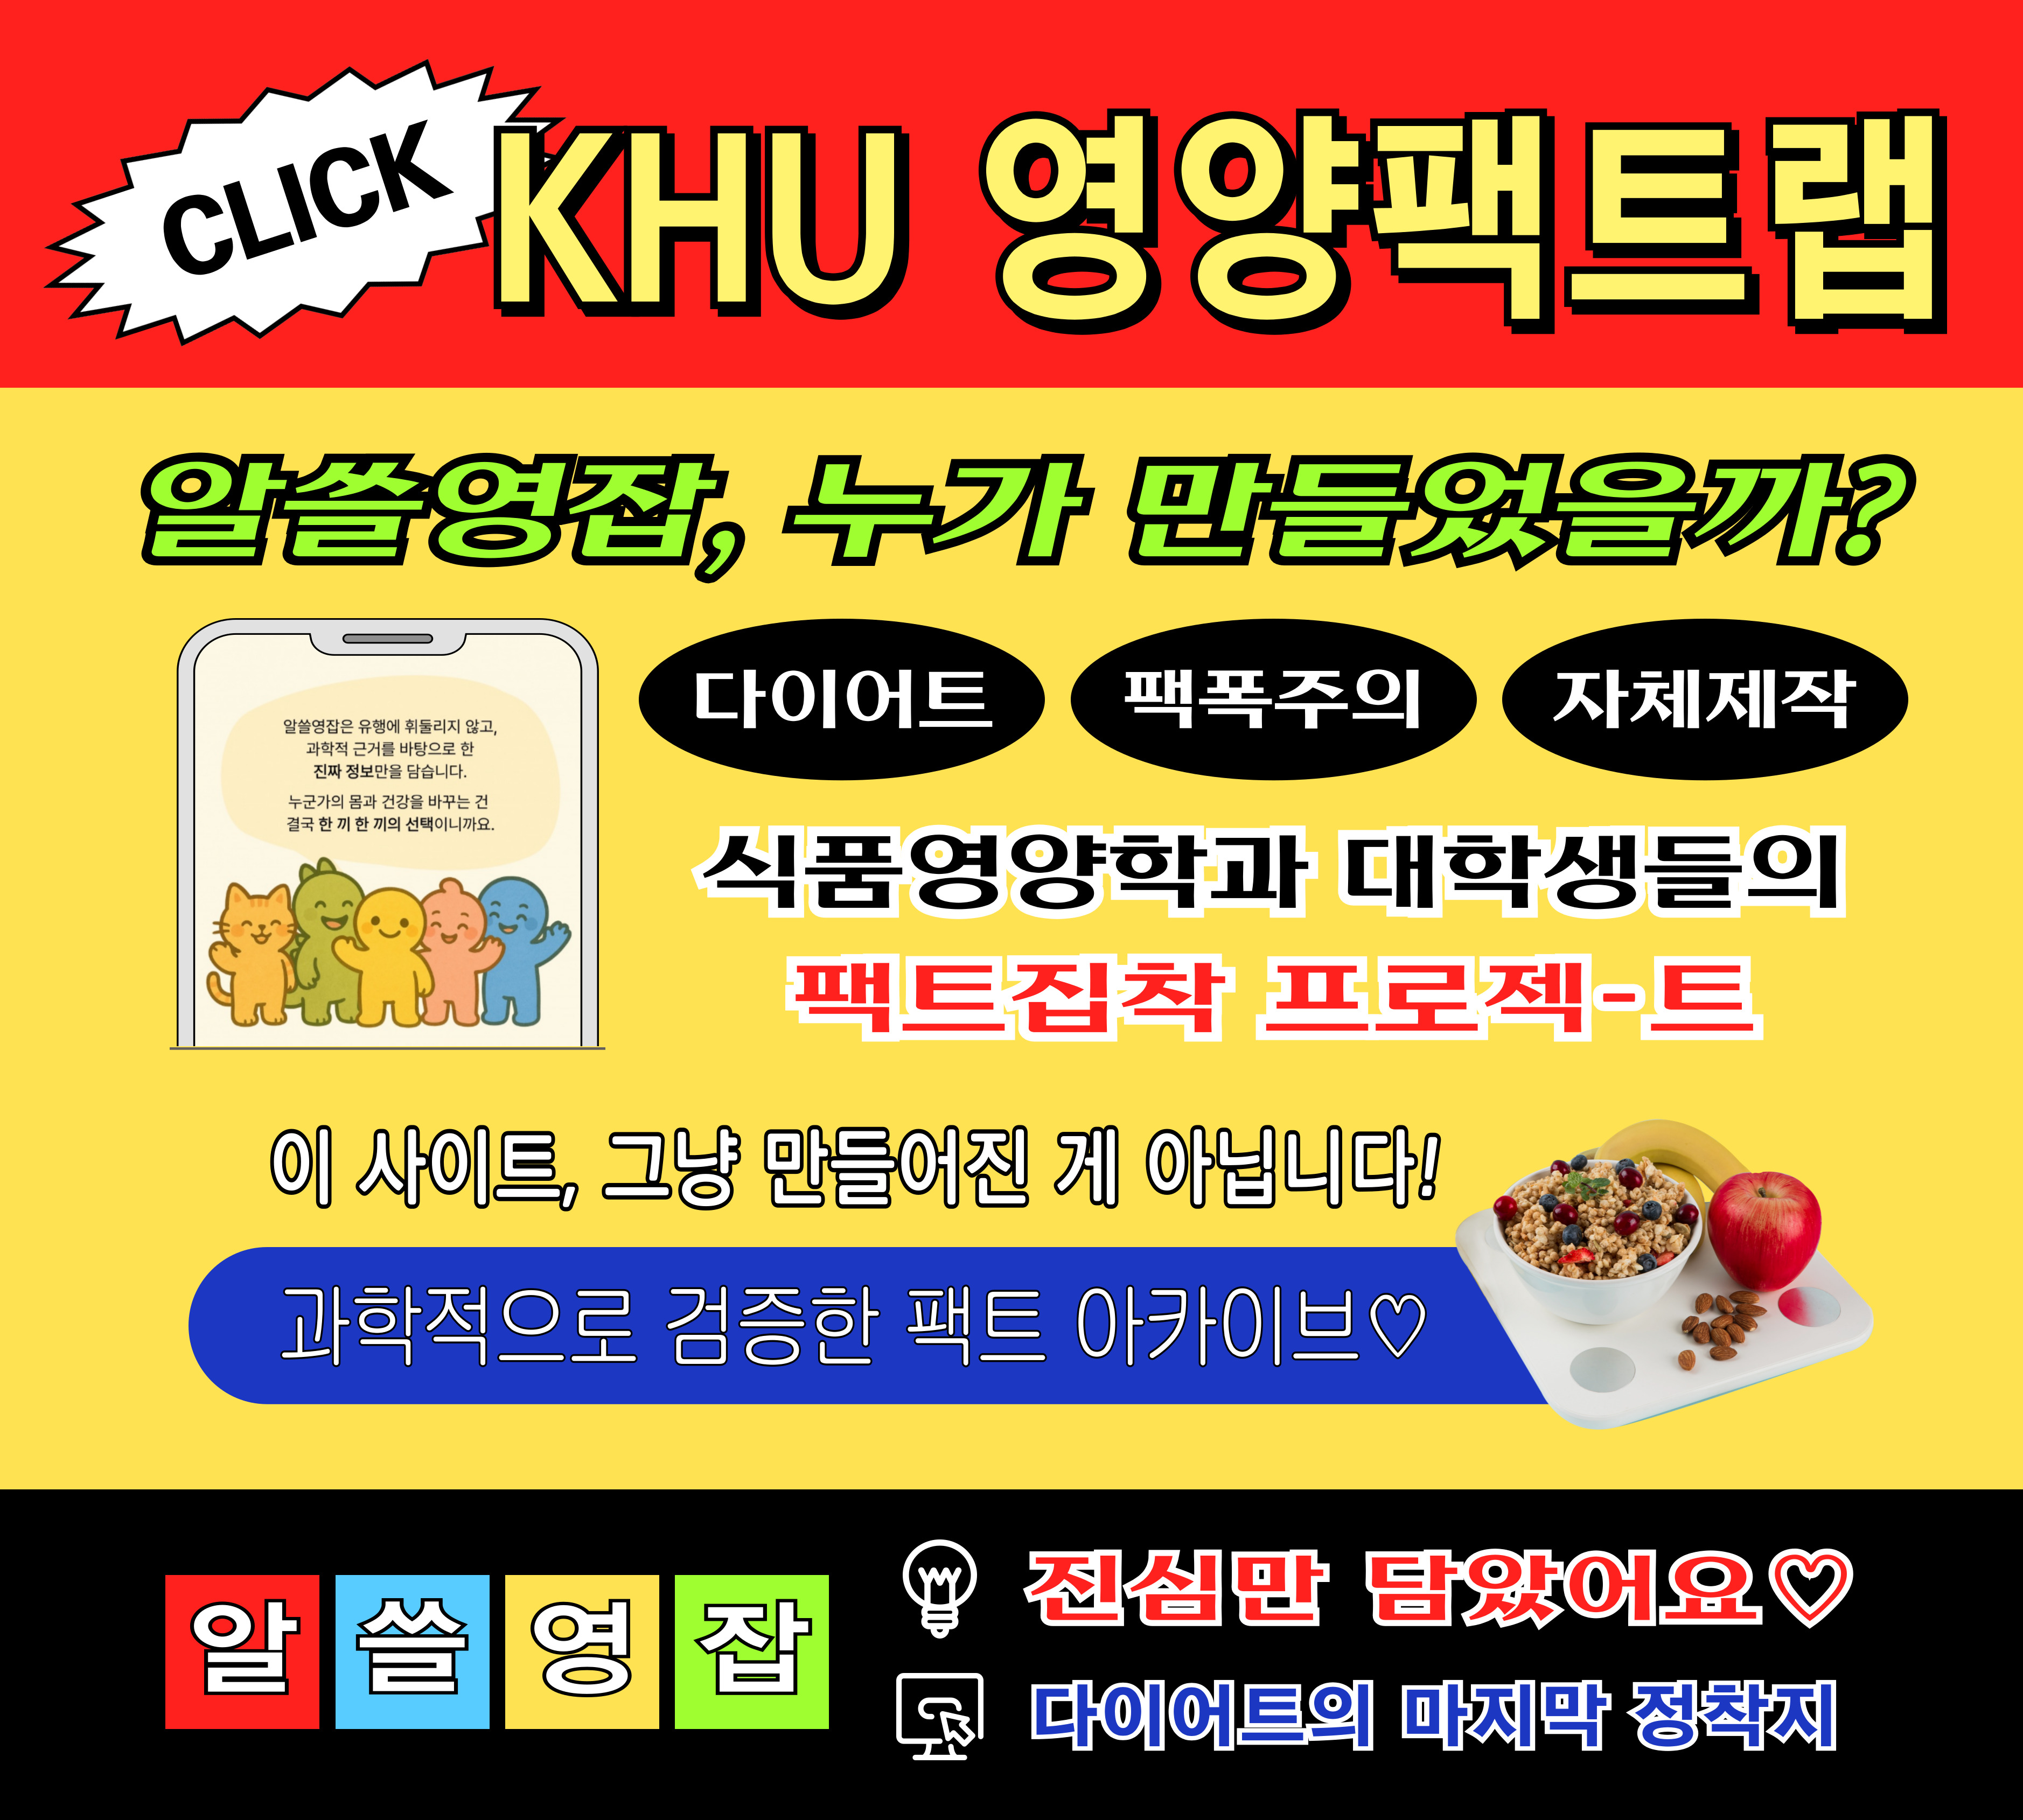 CLICK
KHU 영양팩트랩
알쓸영잡, 누가 만들었을까?
알쓸영잡은 유행에 휘둘리지 않고,
과학적 근거를 바탕으로 한
진짜 정보만을 담습니다.
누군가의 몸과 건강을 바꾸는 건
결국 한 끼 한 끼의 선택이니까요.
다이어트
팩폭주의
자체제작
식품영양학과 대학생들의
팩트집착 프로젝-트
이 사이트, 그냥 만들어진 게 아닙니다!
과학적으로 검증한 팩트 아카이브♡
알쓸영잡
진심만 담았어요♡
다이어트의 마지막 정착지